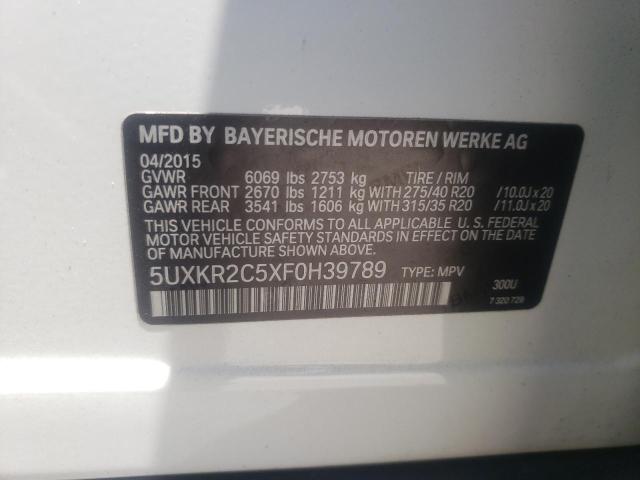 MFD BY BAYERISCHE MOTOREN WERKE AG
04/2015
GVWR 6069 lbs 2753 kg TIRE / RIM
GAWR FRONT 2670 lbs 1211 kg WITH 275/40 R20 /10.0J x 20
GAWR REAR 3541 lbs 1606 kg WITH 315/35 R20 /11.0J x 20
THIS VEHICLE CONFORMS TO ALL APPLICABLE U. S. FEDERAL
MOTOR VEHICLE SAFETY STANDARDS IN EFFECT ON THE DATE
OF MANUFACTURE SHOWN ABOVE.
5UXKR2C5XF0H39789 TYPE: MPV
300U
7 320 729